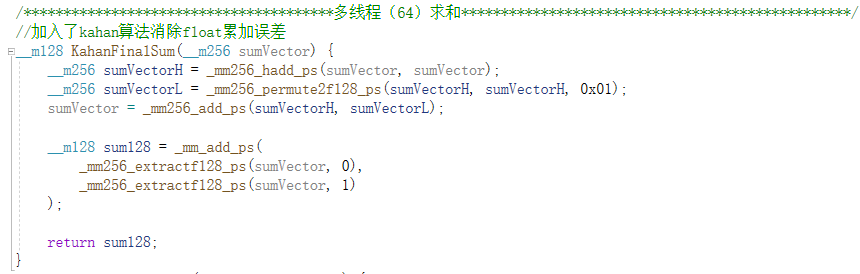 /***************************************多线程（64）求和*************************************************/
//加入了kahan算法消除float累加误差
__m128 KahanFinalSum(__m256 sumVector) {
__m256 sumVectorH = _mm256_hadd_ps(sumVector, sumVector);
__m256 sumVectorL = _mm256_permute2f128_ps(sumVectorH, sumVectorH, 0x01);
sumVector = _mm256_add_ps(sumVectorH, sumVectorL);
__m128 sum128 = _mm_add_ps(
_mm256_extractf128_ps(sumVector, 0),
_mm256_extractf128_ps(sumVector, 1)
);
return sum128;
}